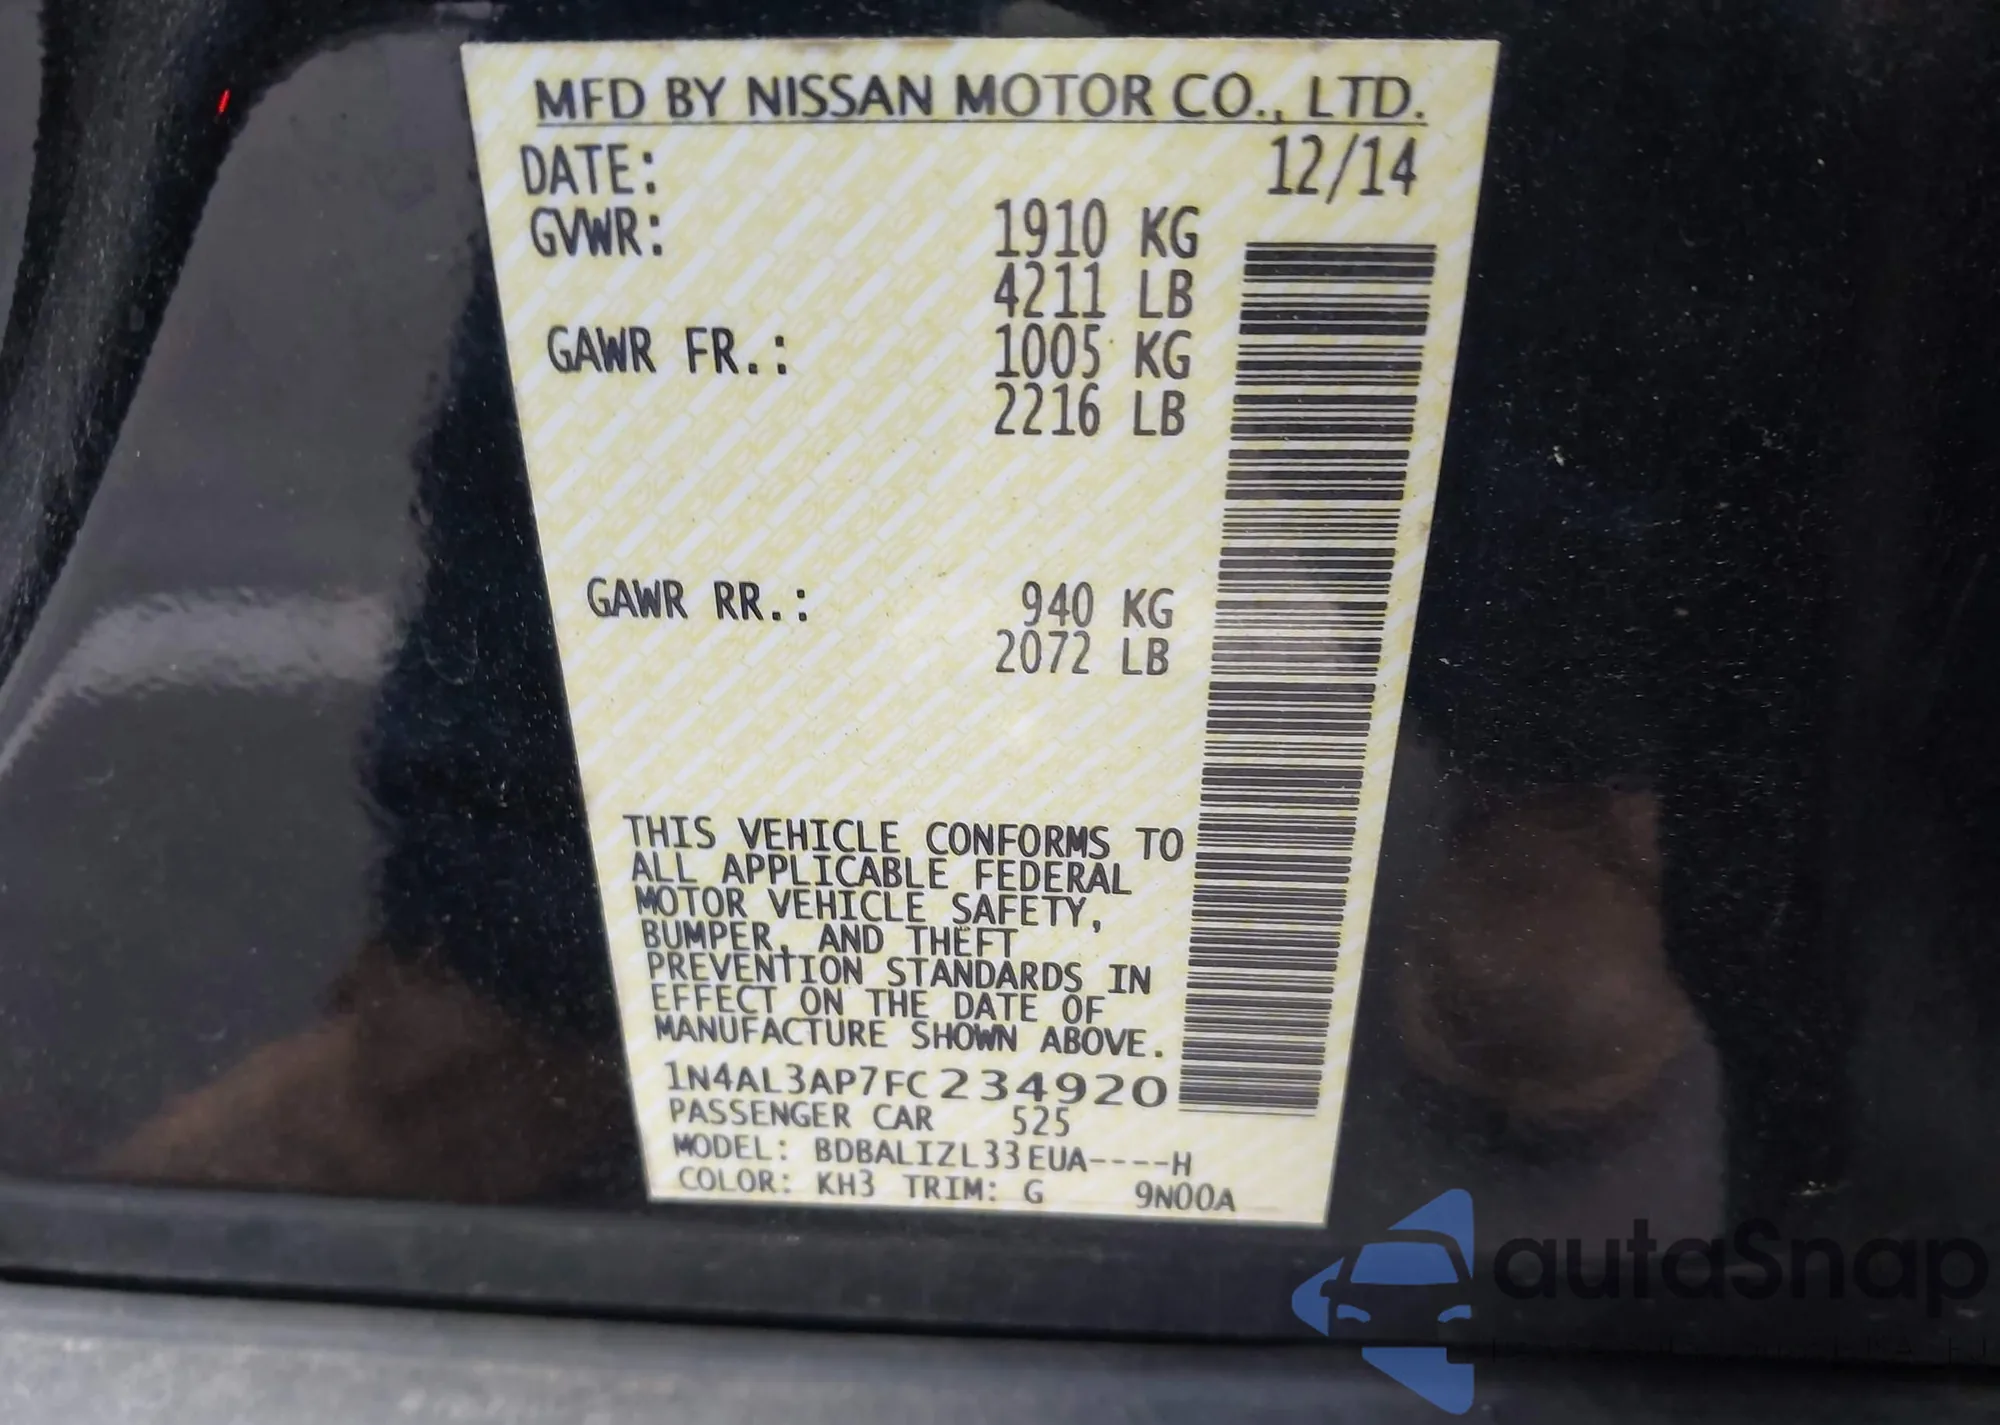 MFD BY NISSAN MOTOR CO., LTD.
DATE: 12/14
GVWR: 1910 KG
4211 LB
GAWR FR.: 1005 KG
2216 LB
GAWR RR.: 940 KG
2072 LB
THIS VEHICLE CONFORMS TO
ALL APPLICABLE FEDERAL
MOTOR VEHICLE SAFETY,
BUMPER, AND THEFT
PREVENTION STANDARDS IN
EFFECT ON THE DATE OF
MANUFACTURE SHOWN ABOVE.
1N4AL3AP7FC234920
PASSENGER CAR 525
MODEL: BDBALIZL33EUA----H
COLOR: KH3 TRIM: G 9N00A
autaSnap